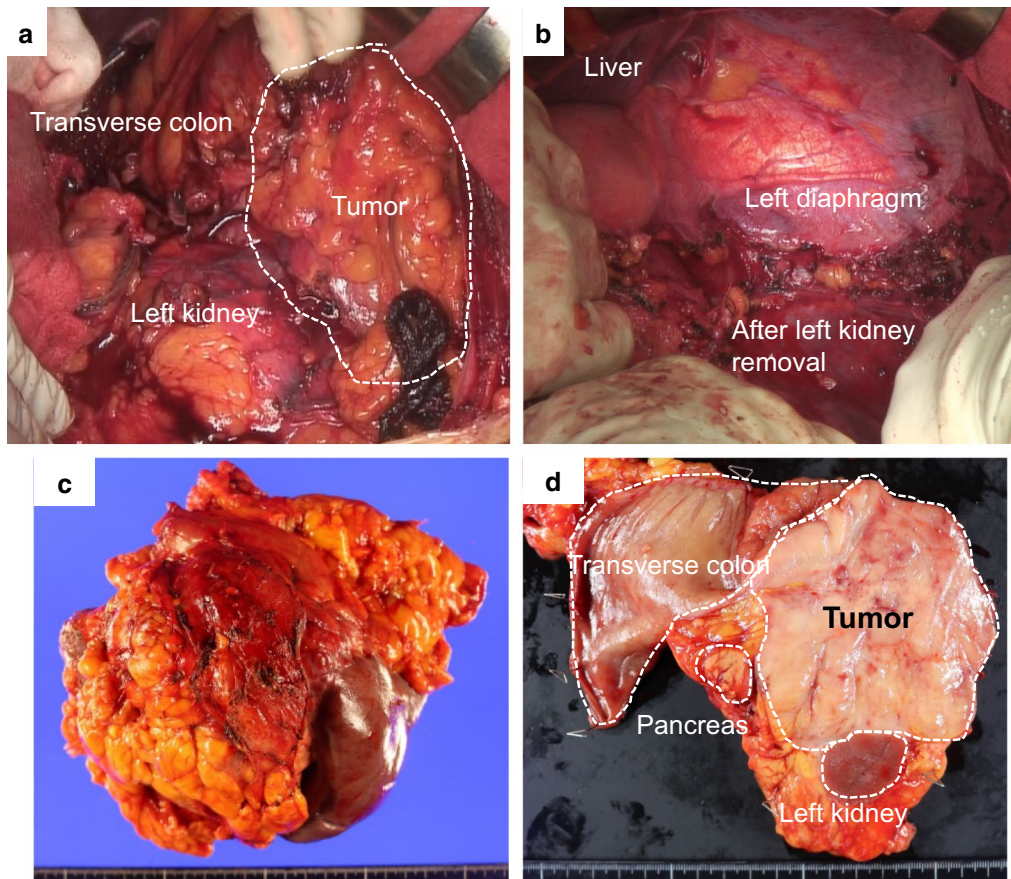 a
Transverse colon
Tumor
Left kidney
b
Liver
Left diaphragm
After left kidney
removal
c
d
Transverse colon
Tumor
Pancreas
Left kidney